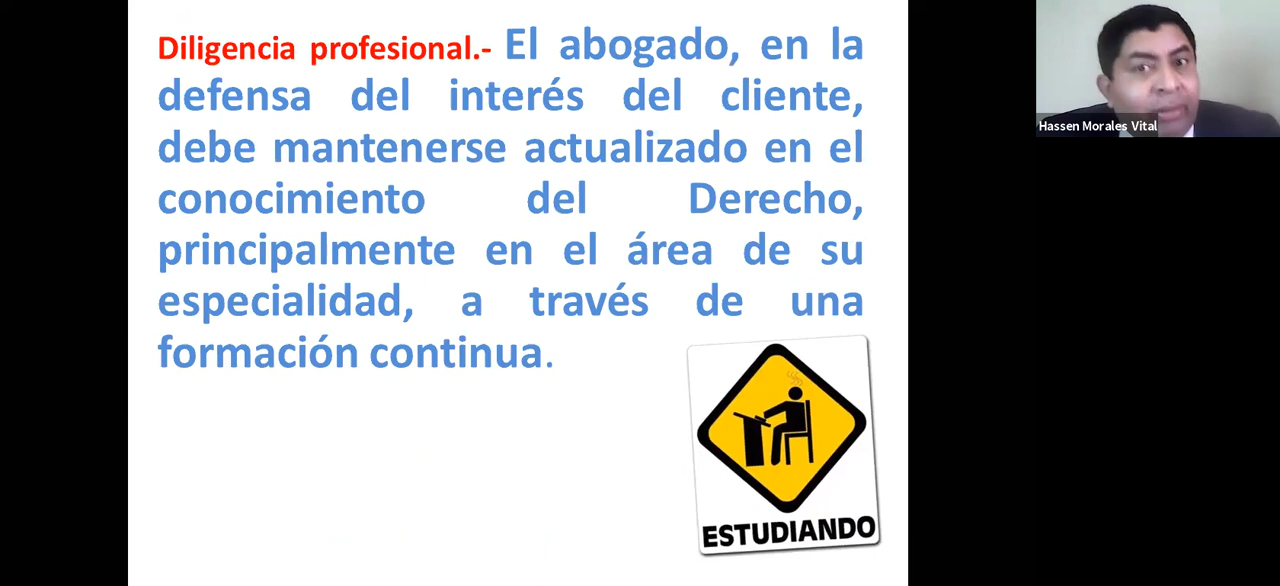 Diligencia profesional.- El abogado, en la
defensa del interés del cliente,
debe mantenerse actualizado en el
conocimiento del Derecho,
principalmente en el área de su
especialidad, a través de una
formación continua.
ESTUDIANDO
Hassen Morales Vital